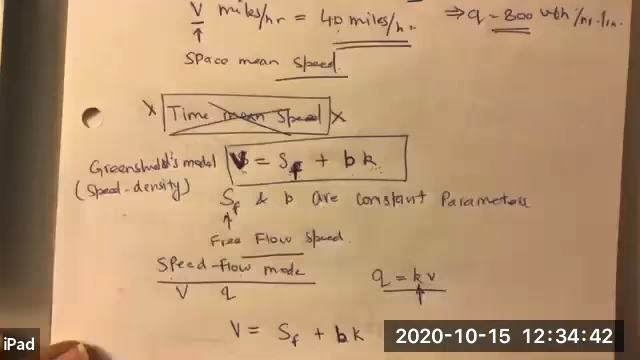 V miles/hr = 40 miles/hr. ⇒ q = 800 veh/hr-ln.
↑
Space mean speed
x Time mean speed x
Greenshield's model V = Sf + bk
(Speed-density)
Sf & b are constant Parameters
↑
Free Flow Speed.
Speed-Flow mode
V q
q = kv
↑
V = Sf + bk
iPad
2020-10-15 12:34:42